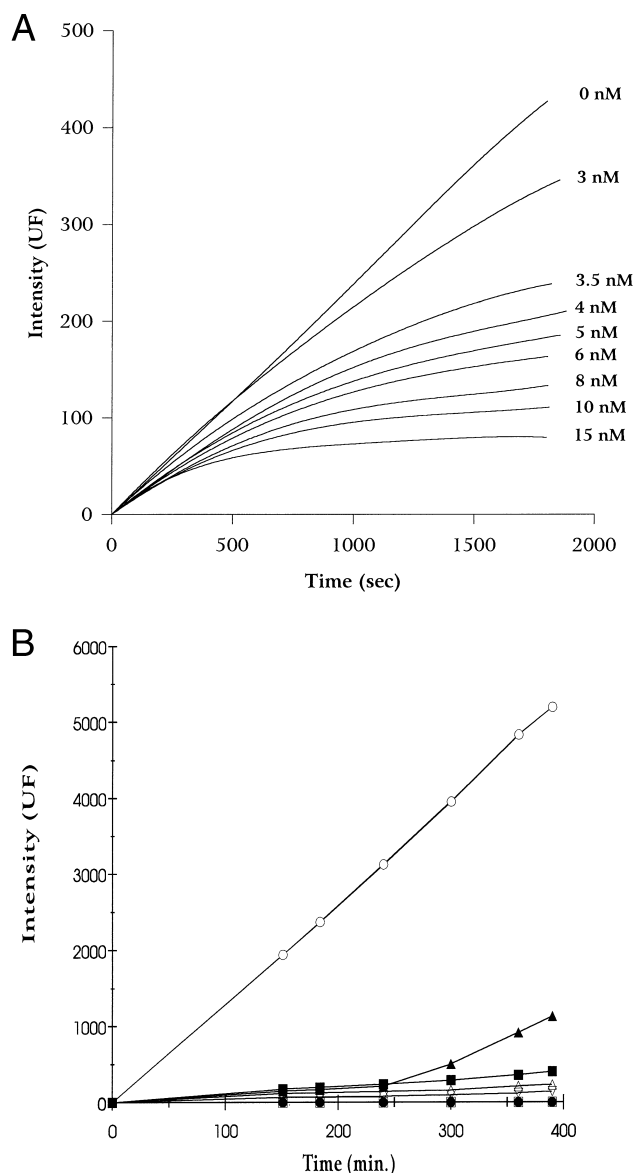 A
500
400
300
200
100
0
Intensity (UF)
0 nM
3 nM
3.5 nM
4 nM
5 nM
6 nM
8 nM
10 nM
15 nM
0 500 1000 1500 2000
Time (sec)
B
6000
5000
4000
3000
2000
1000
0
Intensity (UF)
0 100 200 300 400
Time (min.)